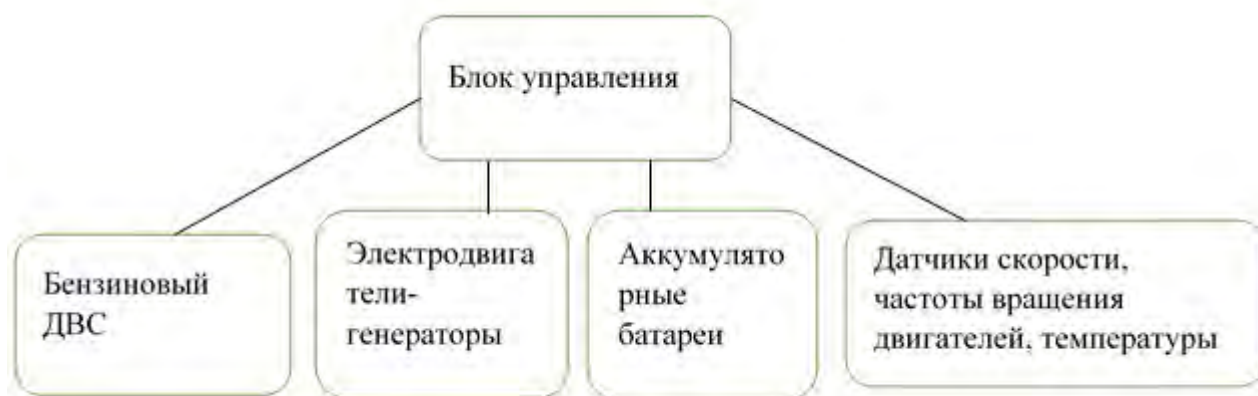 Блок управления
Бензиновый
ДВС
Электродвига
тели-
генераторы
Аккумулято
рные
батареи
Датчики скорости,
частоты вращения
двигателей, температуры